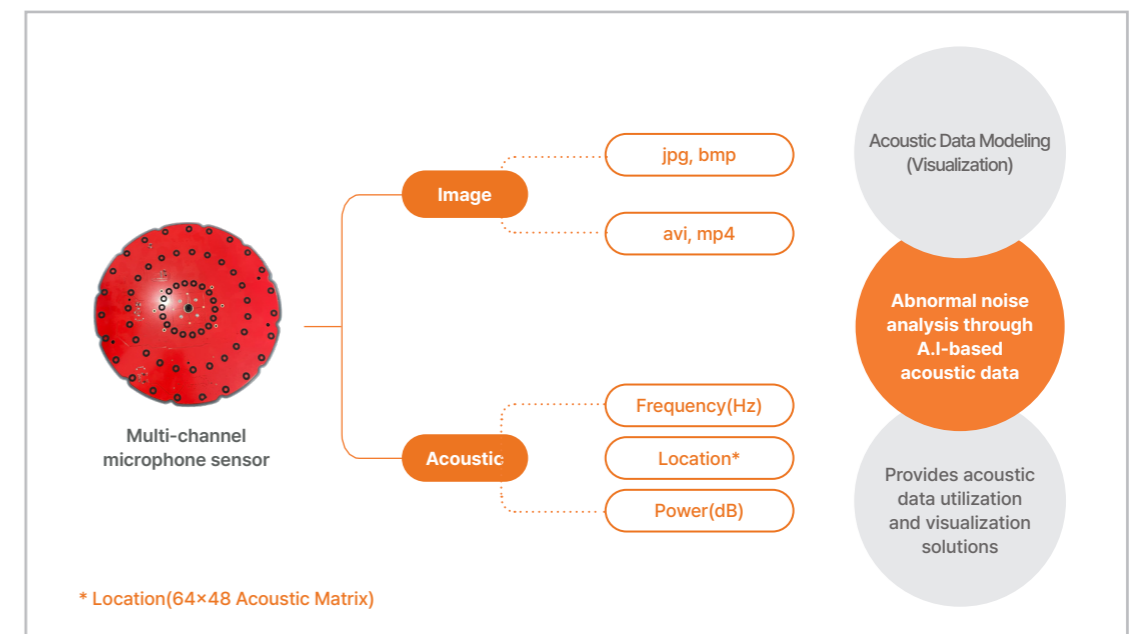 Multi-channel
microphone sensor
Image
jpg, bmp
avi, mp4
Acoustic
Frequency(Hz)
Location*
Power(dB)
* Location(64×48 Acoustic Matrix)
Acoustic Data Modeling
(Visualization)
Abnormal noise
analysis through
A.I-based
acoustic data
Provides acoustic
data utilization
and visualization
solutions